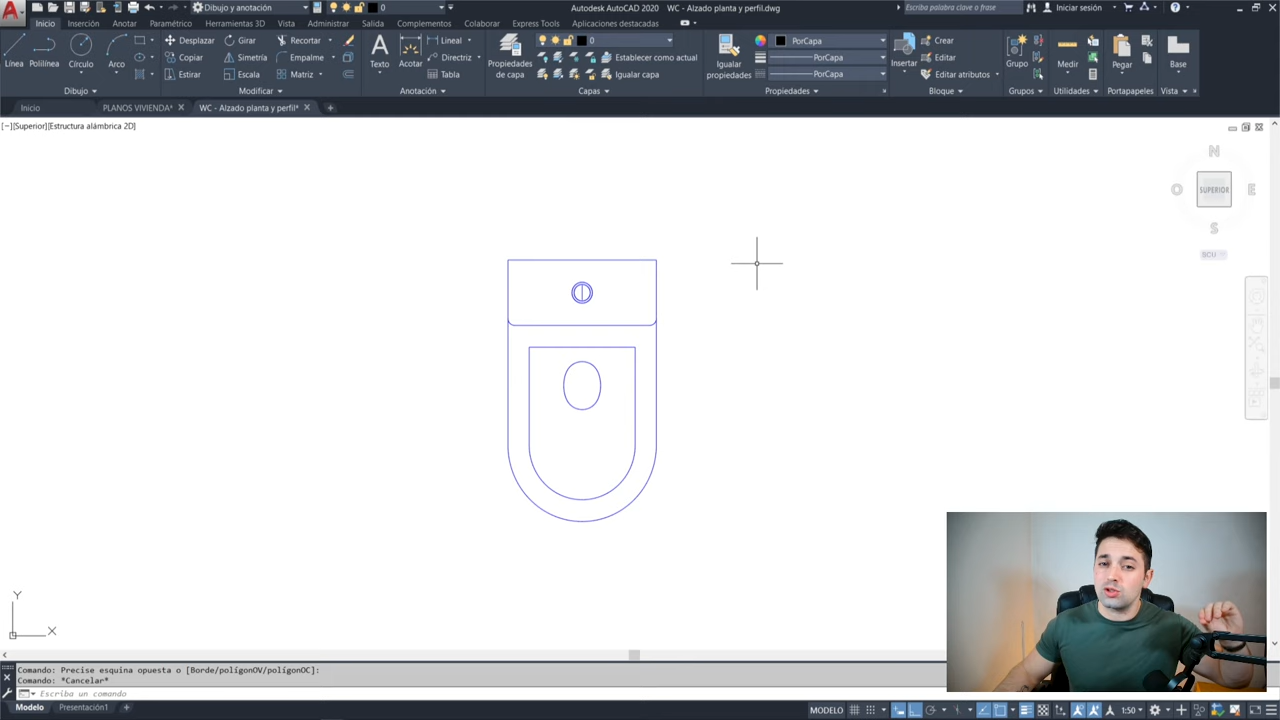 Dibujo y anotación
0
Autodesk AutoCAD 2020 WC - Alzado planta y perfil.dwg
Escriba palabra clave o frase
Iniciar sesión
Inicio Inserción Anotar Paramétrico Herramientas 3D Vista Administrar Salida Complementos Colaborar Express Tools Aplicaciones destacadas
Línea
Polilínea
Círculo
Arco
Desplazar
Girar
Recortar
Copiar
Simetría
Empalme
Estirar
Escala
Matriz
Texto
Acotar
Lineal
Directriz
Tabla
Propiedades
de capa
0
Establecer como actual
Igualar capa
Igualar
propiedades
PorCapa
PorCapa
PorCapa
Insertar
Crear
Editar
Editar atributos
Grupo
Medir
Pegar
Base
Dibujo Modificar Anotación Capas Propiedades Bloque Grupos Utilidades Portapapeles Vista
Inicio
PLANOS VIVIENDA*
WC - Alzado planta y perfil*
[−][Superior][Estructura alámbrica 2D]
N
O
SUPERIOR
E
S
SCU
Y
X
Comando: Precise esquina opuesta o [Borde/polígonOV/polígonOC]:
Comando: *Cancelar*
Escriba un comando
Modelo Presentación1
MODELO
1:50